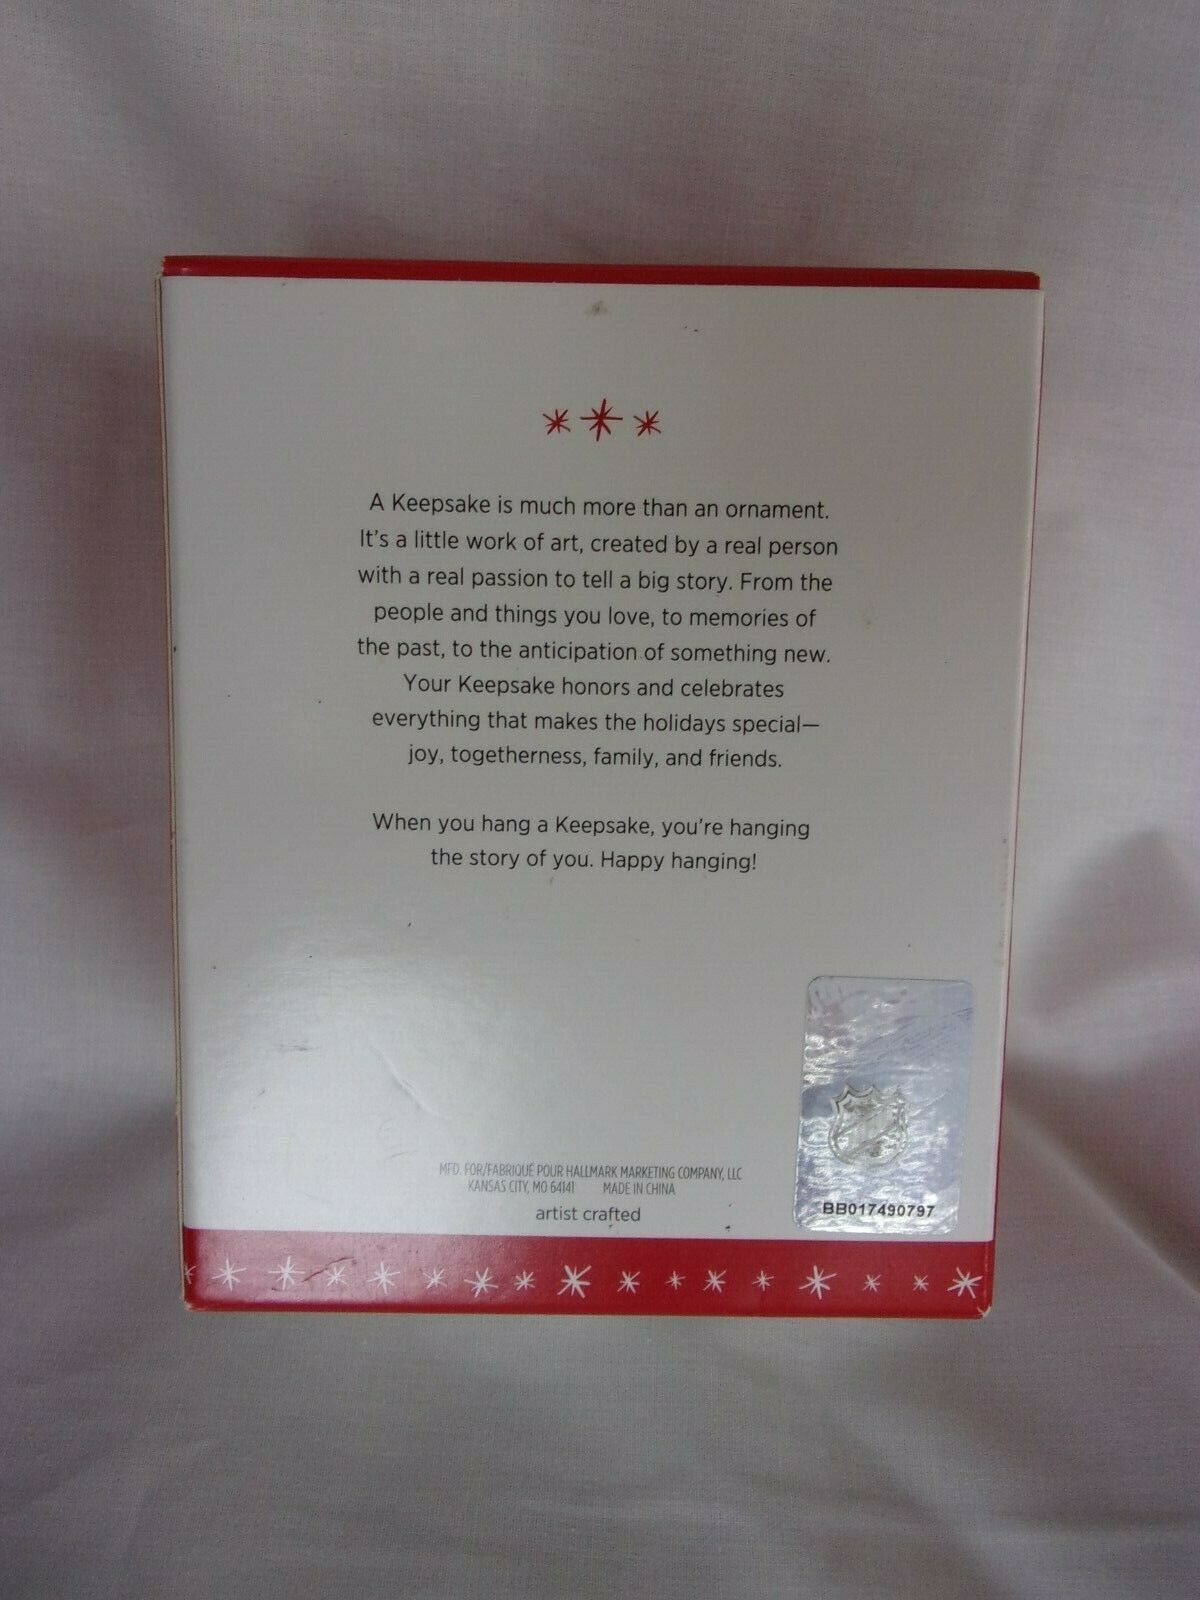 A Keepsake is much more than an ornament.
It's a little work of art, created by a real person
with a real passion to tell a big story. From the
people and things you love, to memories of
the past, to the anticipation of something new.
Your Keepsake honors and celebrates
everything that makes the holidays special—
joy, togetherness, family, and friends.
When you hang a Keepsake, you're hanging
the story of you. Happy hanging!
MFD. FOR/FABRIQUÉ POUR HALLMARK MARKETING COMPANY, LLC
KANSAS CITY, MO 64141 MADE IN CHINA
artist crafted
BB017490797